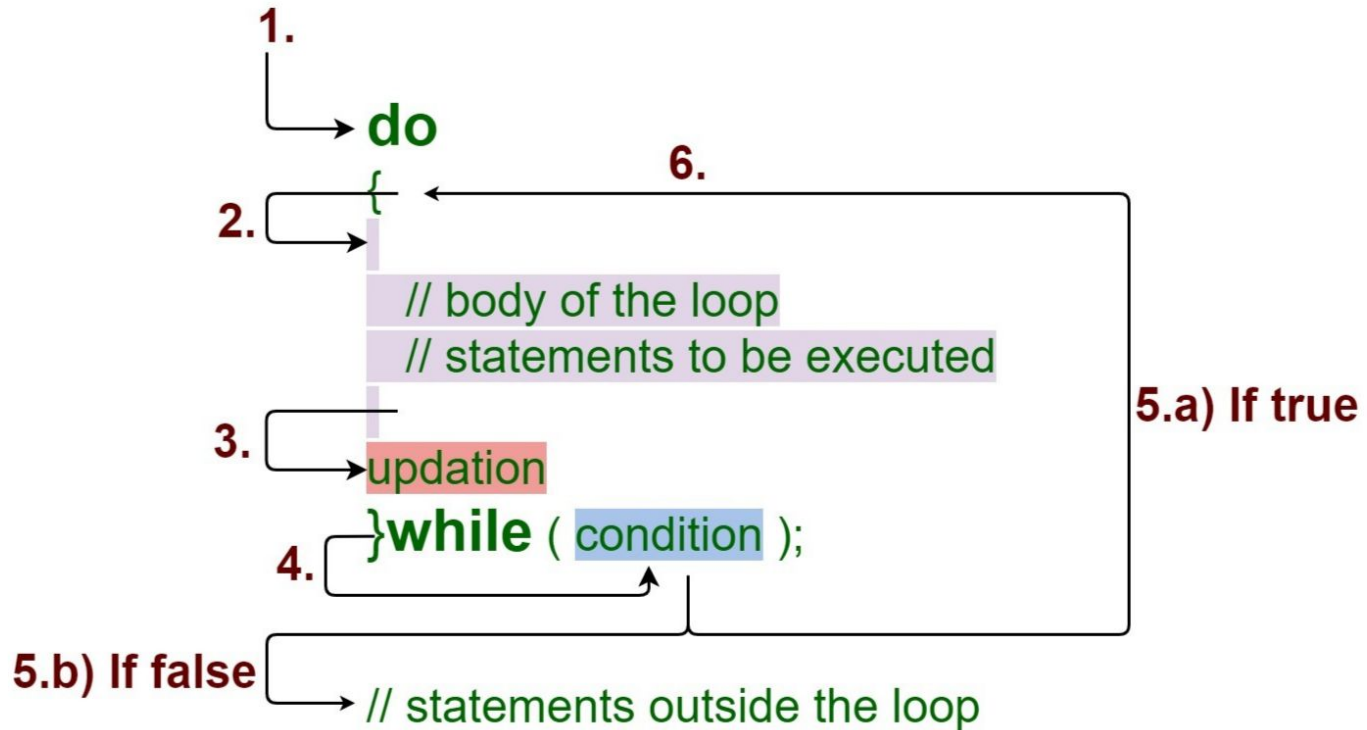 1.
do
6.
{
2.
// body of the loop
// statements to be executed
5.a) If true
3.
updation
}while ( condition );
4.
5.b) If false
// statements outside the loop